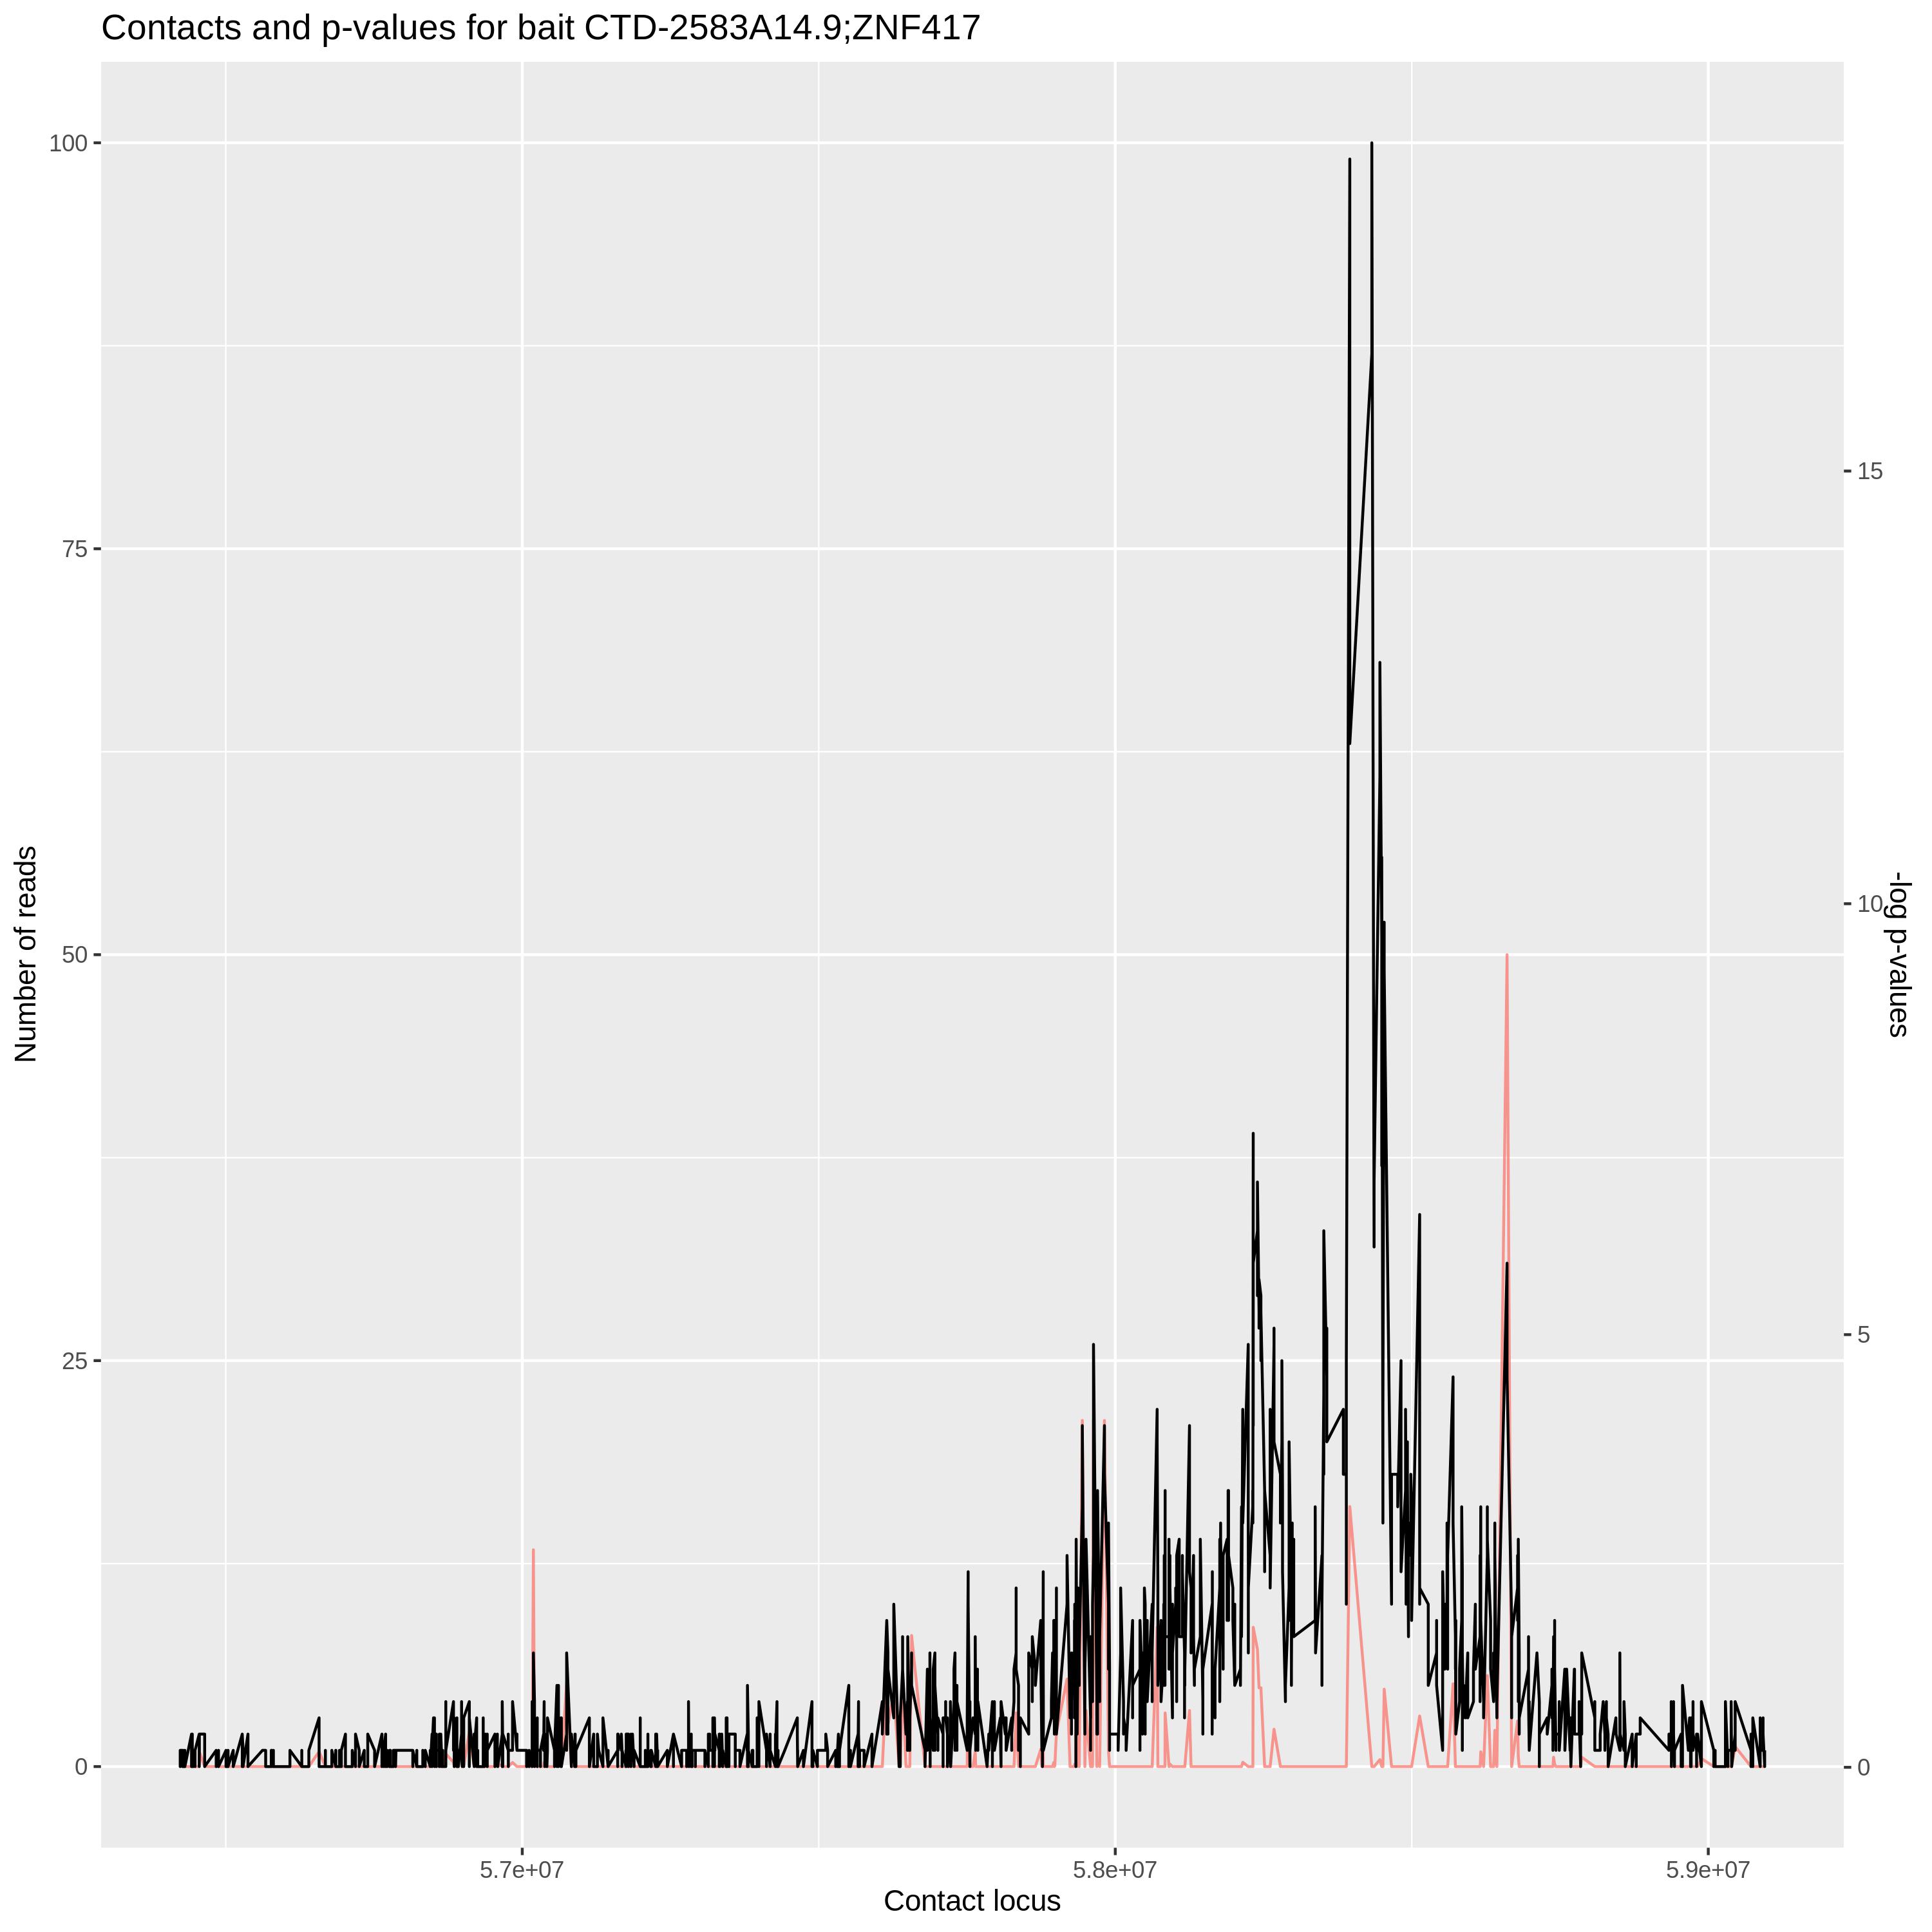 Contacts and p-values for bait CTD-2583A14.9;ZNF417
100
75
50
25
0
Number of reads
15
10
5
0
-log p-values
5.7e+07
5.8e+07
5.9e+07
Contact locus